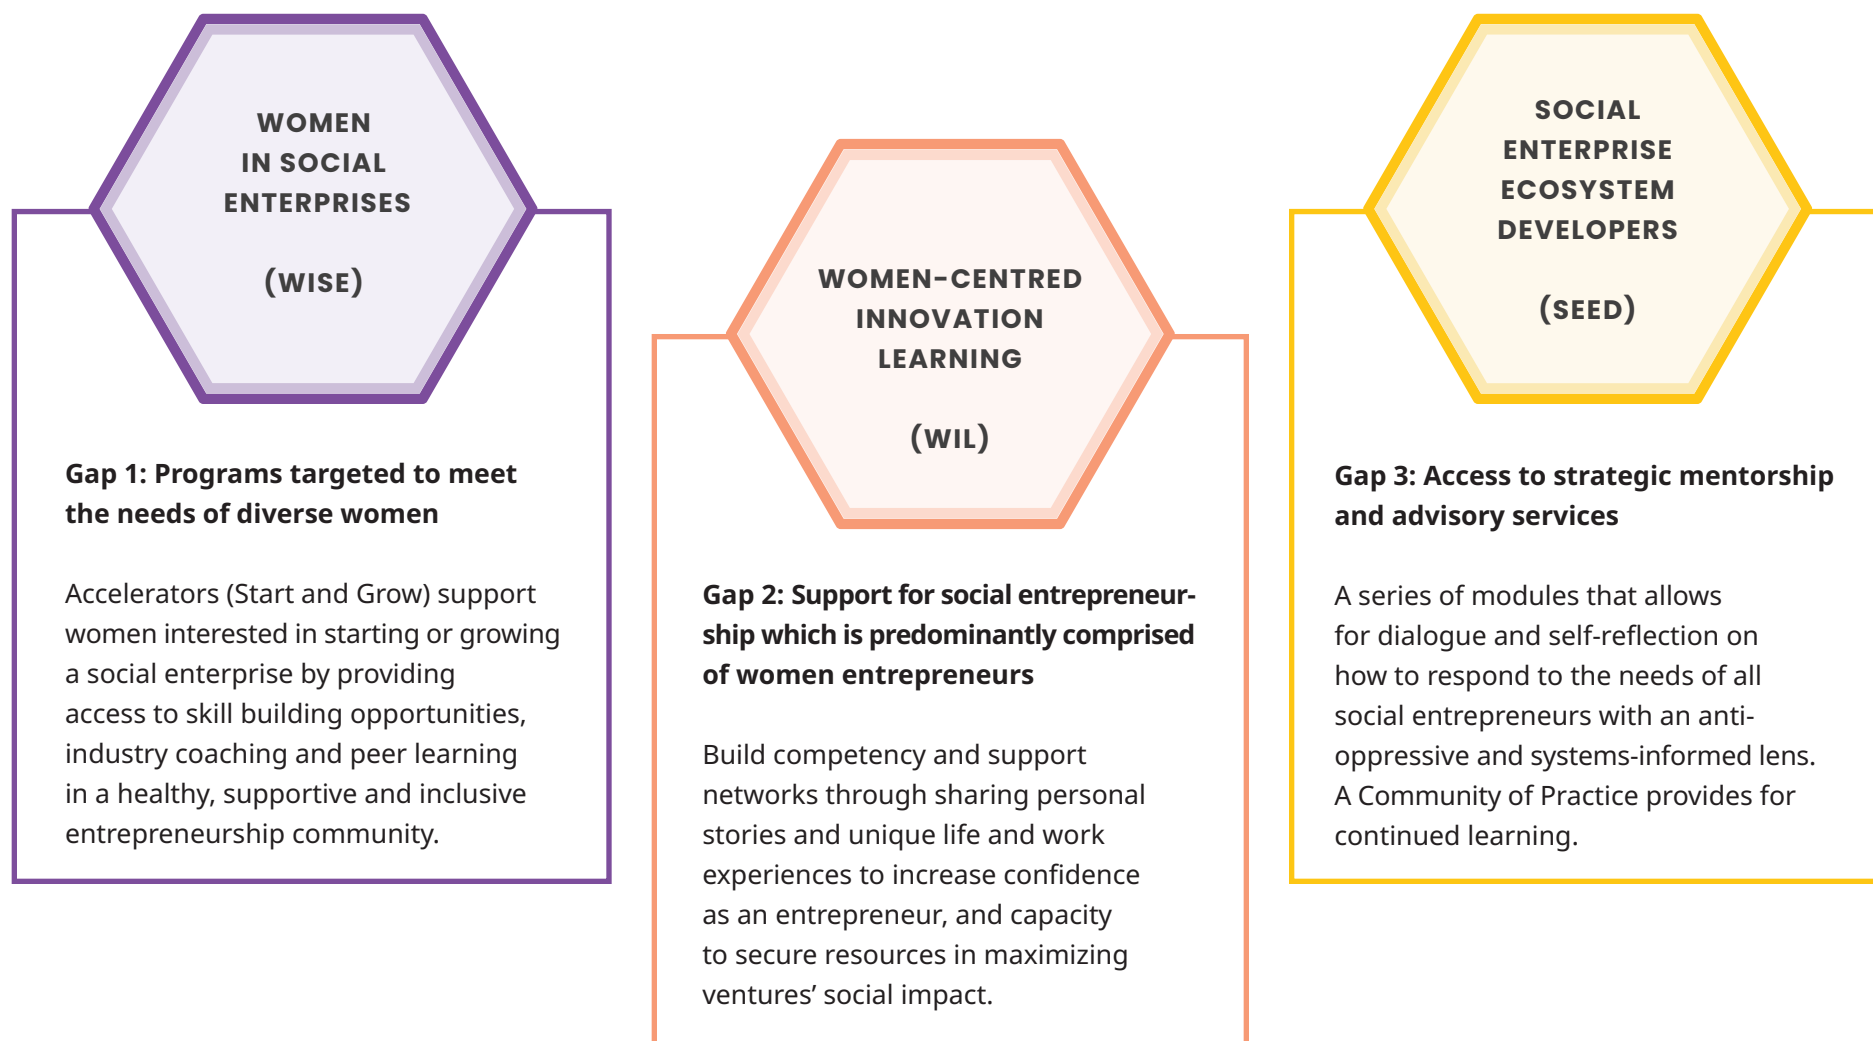 WOMEN
IN SOCIAL
ENTERPRISES
(WISE)
Gap 1: Programs targeted to meet
the needs of diverse women
Accelerators (Start and Grow) support
women interested in starting or growing
a social enterprise by providing
access to skill building opportunities,
industry coaching and peer learning
in a healthy, supportive and inclusive
entrepreneurship community.
WOMEN-CENTRED
INNOVATION
LEARNING
(WIL)
Gap 2: Support for social entrepreneur-
ship which is predominantly comprised
of women entrepreneurs
Build competency and support
networks through sharing personal
stories and unique life and work
experiences to increase confidence
as an entrepreneur, and capacity
to secure resources in maximizing
ventures’ social impact.
SOCIAL
ENTERPRISE
ECOSYSTEM
DEVELOPERS
(SEED)
Gap 3: Access to strategic mentorship
and advisory services
A series of modules that allows
for dialogue and self-reflection on
how to respond to the needs of all
social entrepreneurs with an anti-
oppressive and systems-informed lens.
A Community of Practice provides for
continued learning.